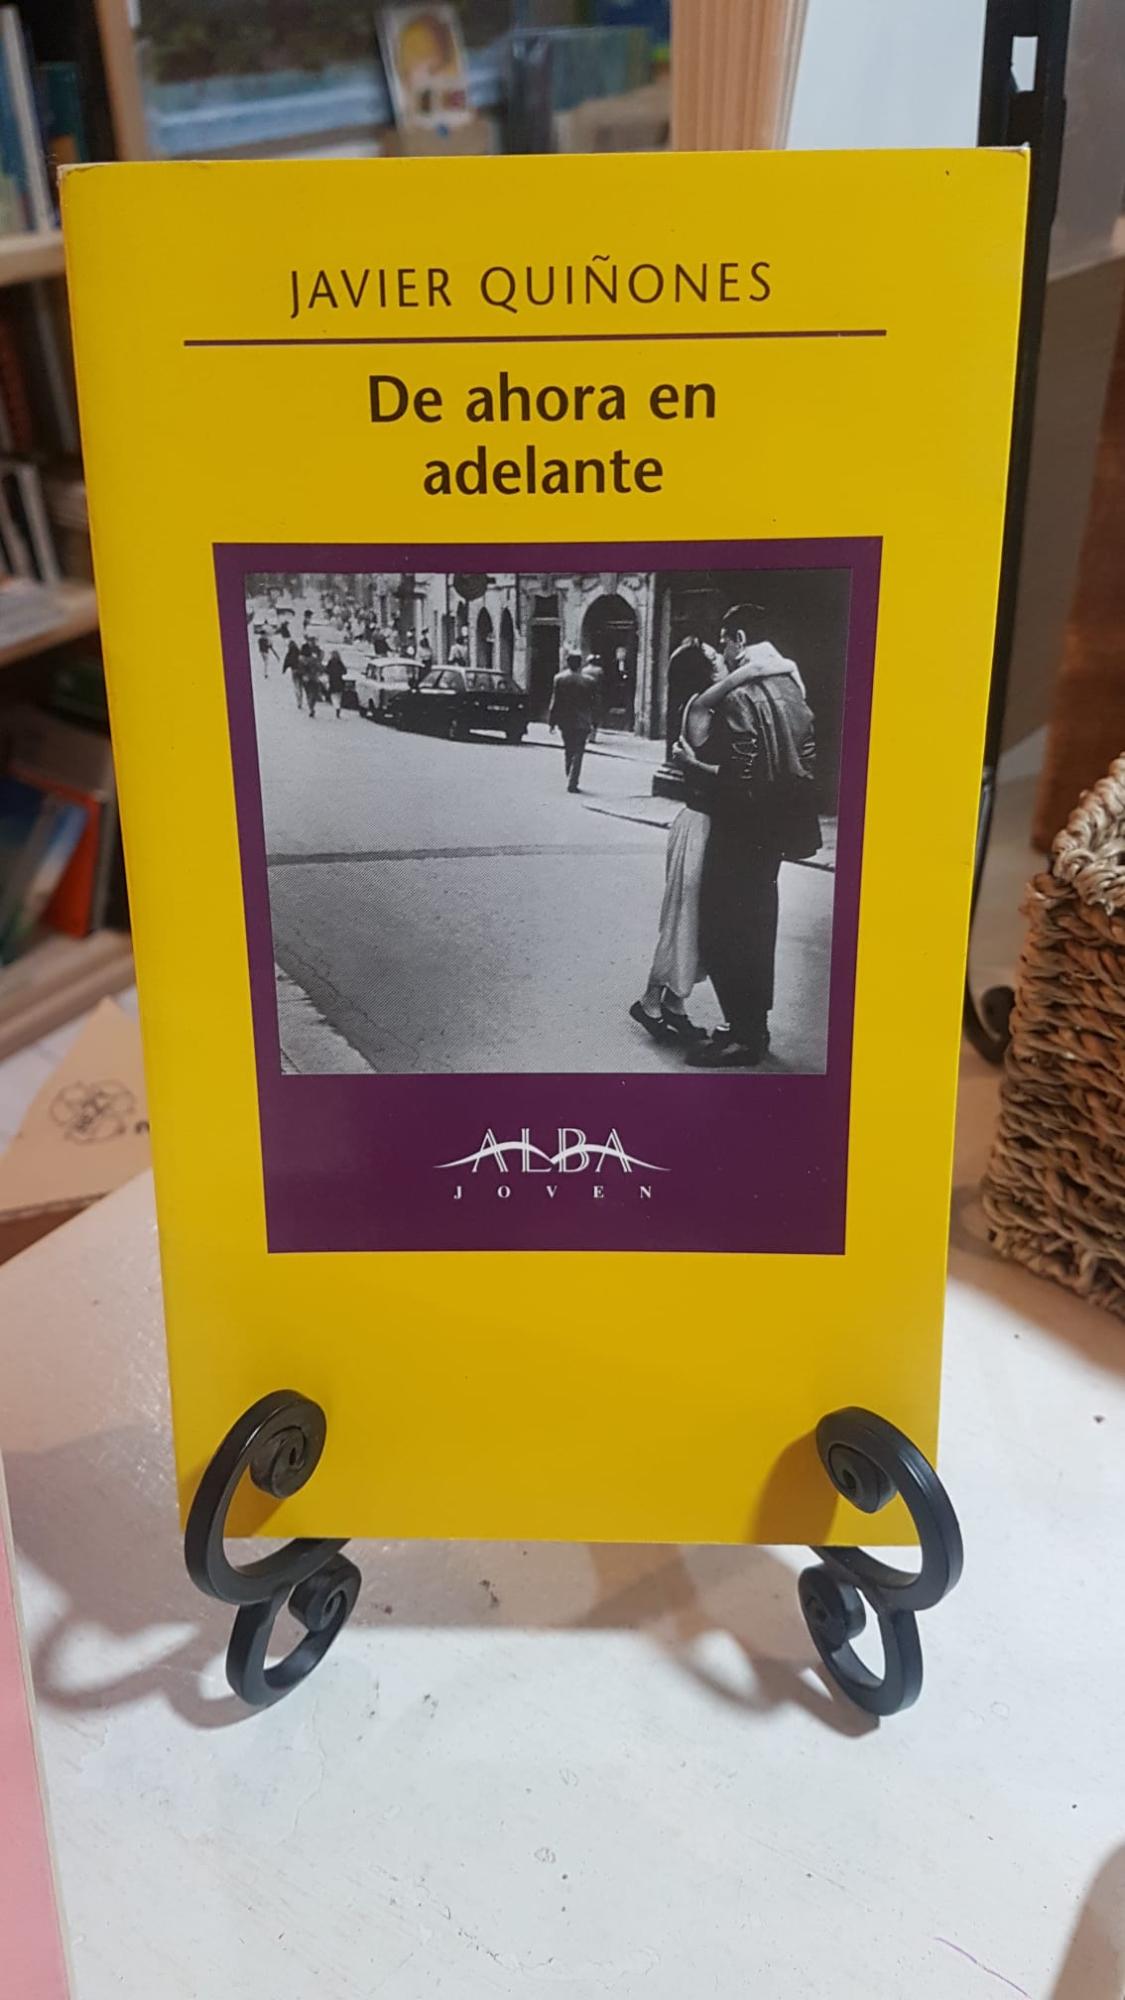 JAVIER QUIÑONES
De ahora en
adelante
ALBA
JOVEN